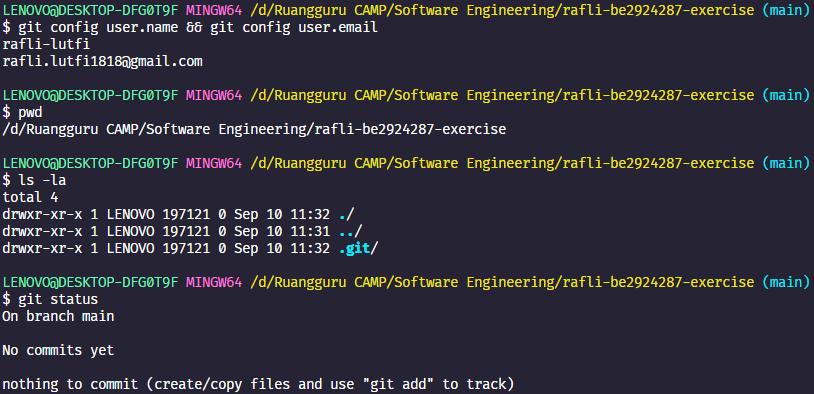 LENOVO@DESKTOP-DFG0T9F MINGW64 /d/Ruangguru CAMP/Software Engineering/rafli-be2924287-exercise (main)
$ git config user.name && git config user.email
rafli-lutfi
rafli.lutfi1818@gmail.com
LENOVO@DESKTOP-DFG0T9F MINGW64 /d/Ruangguru CAMP/Software Engineering/rafli-be2924287-exercise (main)
$ pwd
/d/Ruangguru CAMP/Software Engineering/rafli-be2924287-exercise
LENOVO@DESKTOP-DFG0T9F MINGW64 /d/Ruangguru CAMP/Software Engineering/rafli-be2924287-exercise (main)
$ ls -la
total 4
drwxr-xr-x 1 LENOVO 197121 0 Sep 10 11:32 ./
drwxr-xr-x 1 LENOVO 197121 0 Sep 10 11:31 ../
drwxr-xr-x 1 LENOVO 197121 0 Sep 10 11:32 .git/
LENOVO@DESKTOP-DFG0T9F MINGW64 /d/Ruangguru CAMP/Software Engineering/rafli-be2924287-exercise (main)
$ git status
On branch main
No commits yet
nothing to commit (create/copy files and use "git add" to track)